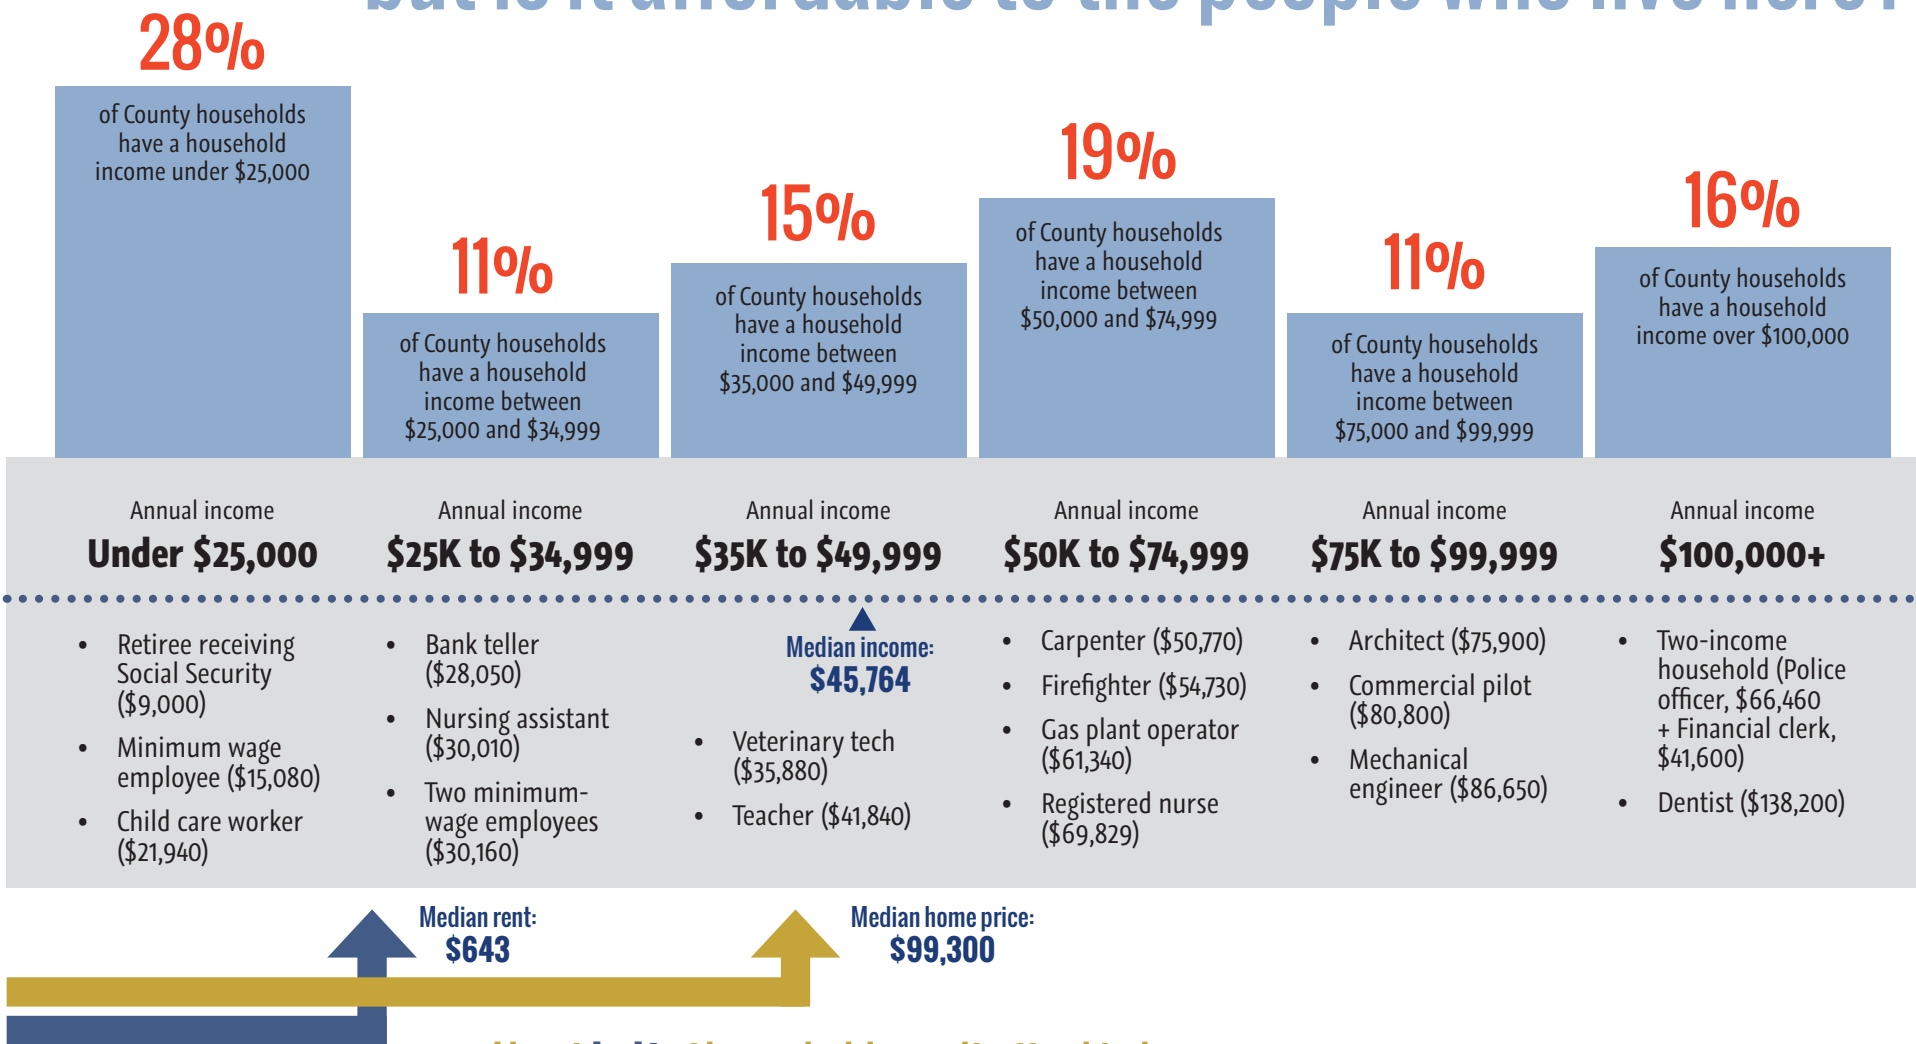 but is it affordable to the people who live here?
28%
of County households
have a household
income under $25,000
11%
of County households
have a household
income between
$25,000 and $34,999
15%
of County households
have a household
income between
$35,000 and $49,999
19%
of County households
have a household
income between
$50,000 and $74,999
11%
of County households
have a household
income between
$75,000 and $99,999
16%
of County households
have a household
income over $100,000
Annual income
Under $25,000
Annual income
$25K to $34,999
Annual income
$35K to $49,999
Annual income
$50K to $74,999
Annual income
$75K to $99,999
Annual income
$100,000+
• Retiree receiving
Social Security
($9,000)
• Minimum wage
employee ($15,080)
• Child care worker
($21,940)
• Bank teller
($28,050)
• Nursing assistant
($30,010)
• Two minimum-
wage employees
($30,160)
Median income:
$45,764
• Veterinary tech
($35,880)
• Teacher ($41,840)
• Carpenter ($50,770)
• Firefighter ($54,730)
• Gas plant operator
($61,340)
• Registered nurse
($69,829)
• Architect ($75,900)
• Commercial pilot
($80,800)
• Mechanical
engineer ($86,650)
• Two-income
household (Police
officer, $66,460
+ Financial clerk,
$41,600)
• Dentist ($138,200)
Median rent:
$643
Median home price:
$99,300